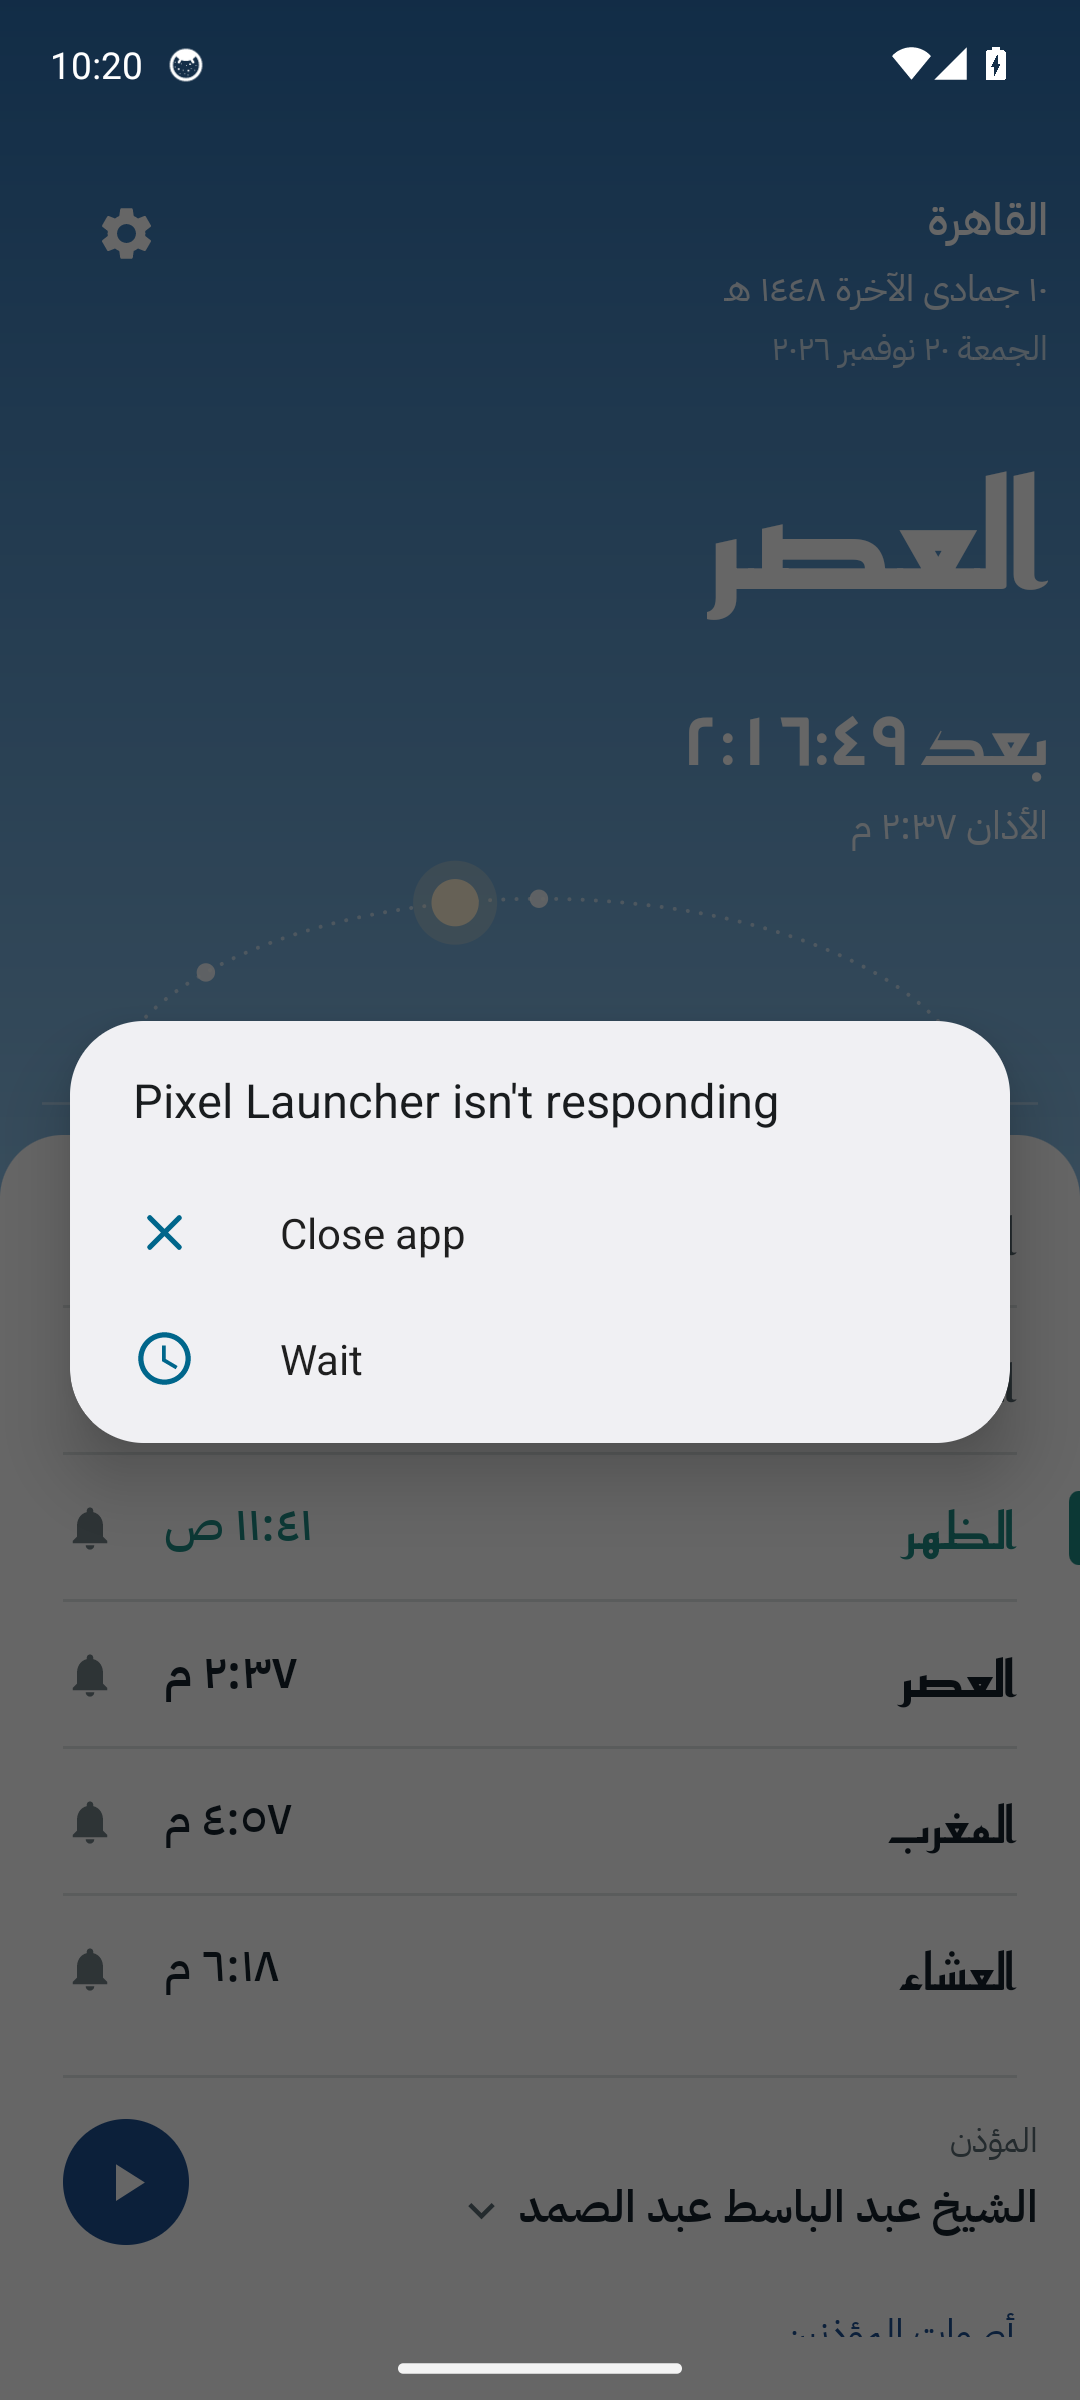 10:20
القاهرة
١٠ جمادى الآخرة ١٤٤٨ هـ
الجمعة ٢٠ نوفمبر ٢٠٢٦
العصر
بعد ٢:١٦:٤٩
الأذان ٢:٣٧ م
Pixel Launcher isn't responding
Close app
Wait
الظهر ١١:٤١ ص
العصر ٢:٣٧ م
المغرب ٤:٥٧ م
العشاء ٦:١٨ م
المؤذن
الشيخ عبد الباسط عبد الصمد
أصوات المؤذنين